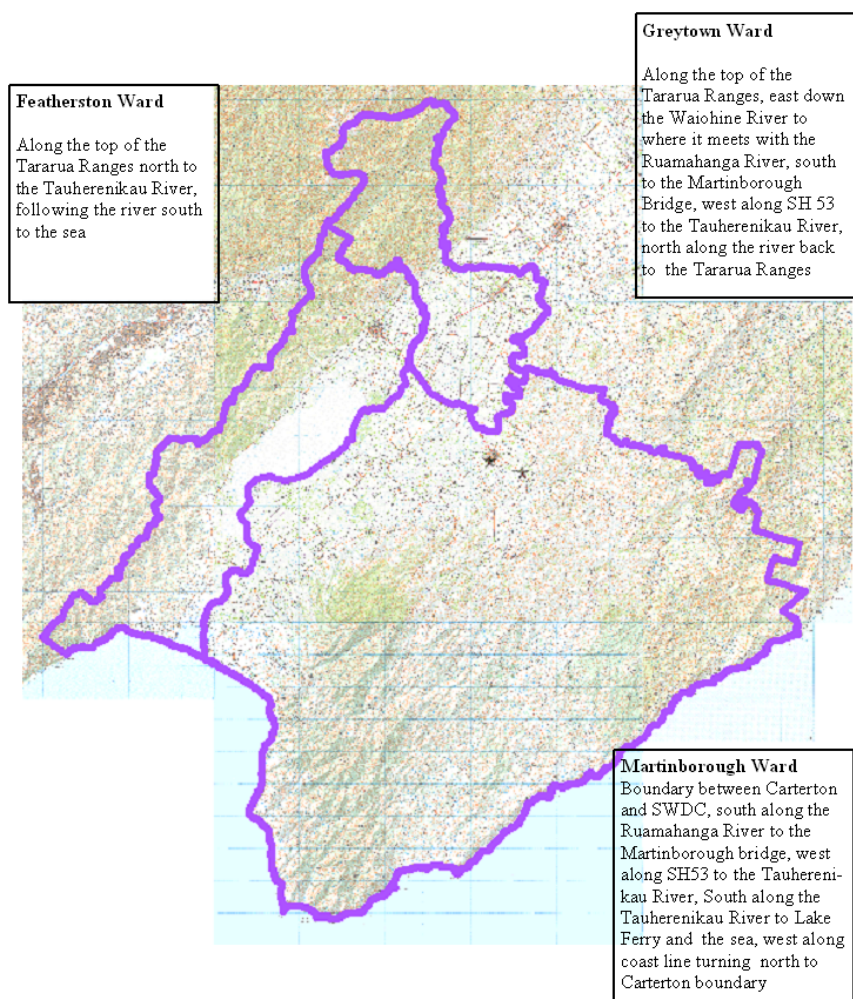 Featherston Ward
Along the top of the
Tararua Ranges north to
the Tauherenikau River,
following the river south
to the sea
Greytown Ward
Along the top of the
Tararua Ranges, east down
the Waiohine River to
where it meets with the
Ruamahanga River, south
to the Martinborough
Bridge, west along SH 53
to the Tauherenikau River,
north along the river back
to the Tararua Ranges
Martinborough Ward
Boundary between Carterton
and SWDC, south along the
Ruamahanga River to the
Martinborough bridge, west
along SH53 to the Tauhereni-
kau River, South along the
Tauherenikau River to Lake
Ferry and the sea, west along
coast line turning north to
Carterton boundary